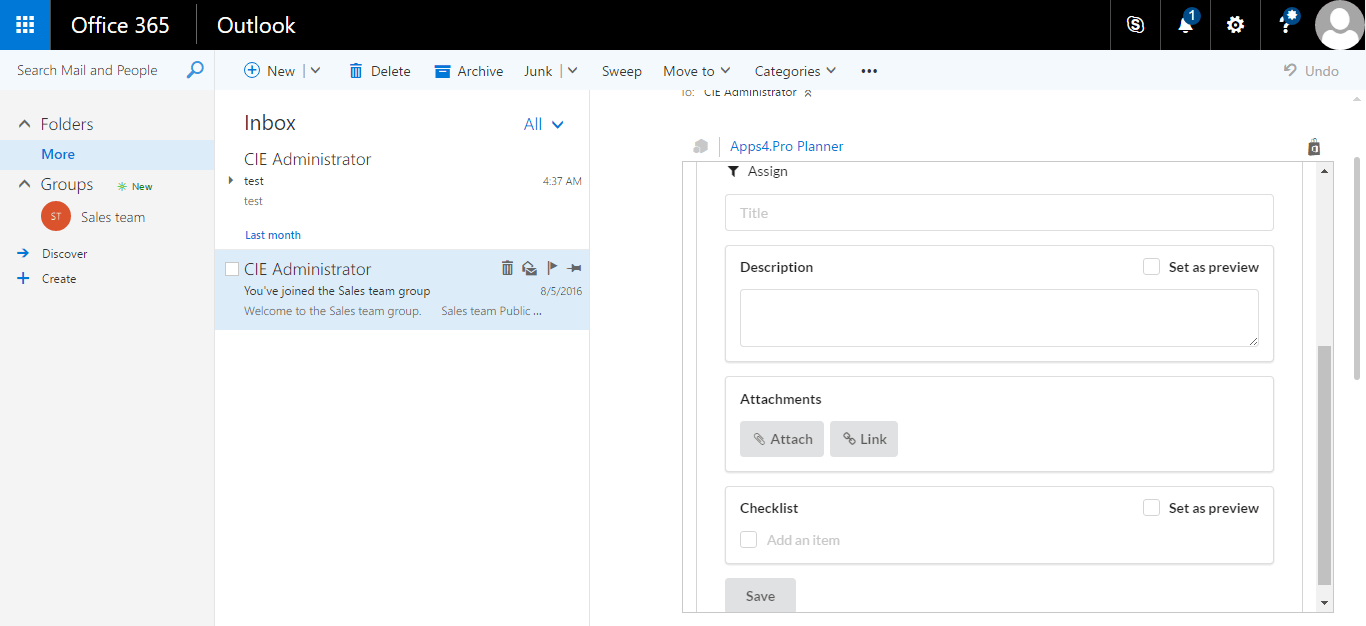 Office 365
Outlook
1
Search Mail and People
New
Delete
Archive
Junk
Sweep
Move to
Categories
•••
Undo
Folders
More
Groups
New
ST
Sales team
Discover
Create
Inbox
All
CIE Administrator
test
4:37 AM
test
Last month
CIE Administrator
You've joined the Sales team group
8/5/2016
Welcome to the Sales team group. Sales team Public ...
To: CIE Administrator
Apps4.Pro Planner
Assign
Title
Description
Set as preview
Attachments
Attach
Link
Checklist
Set as preview
Add an item
Save